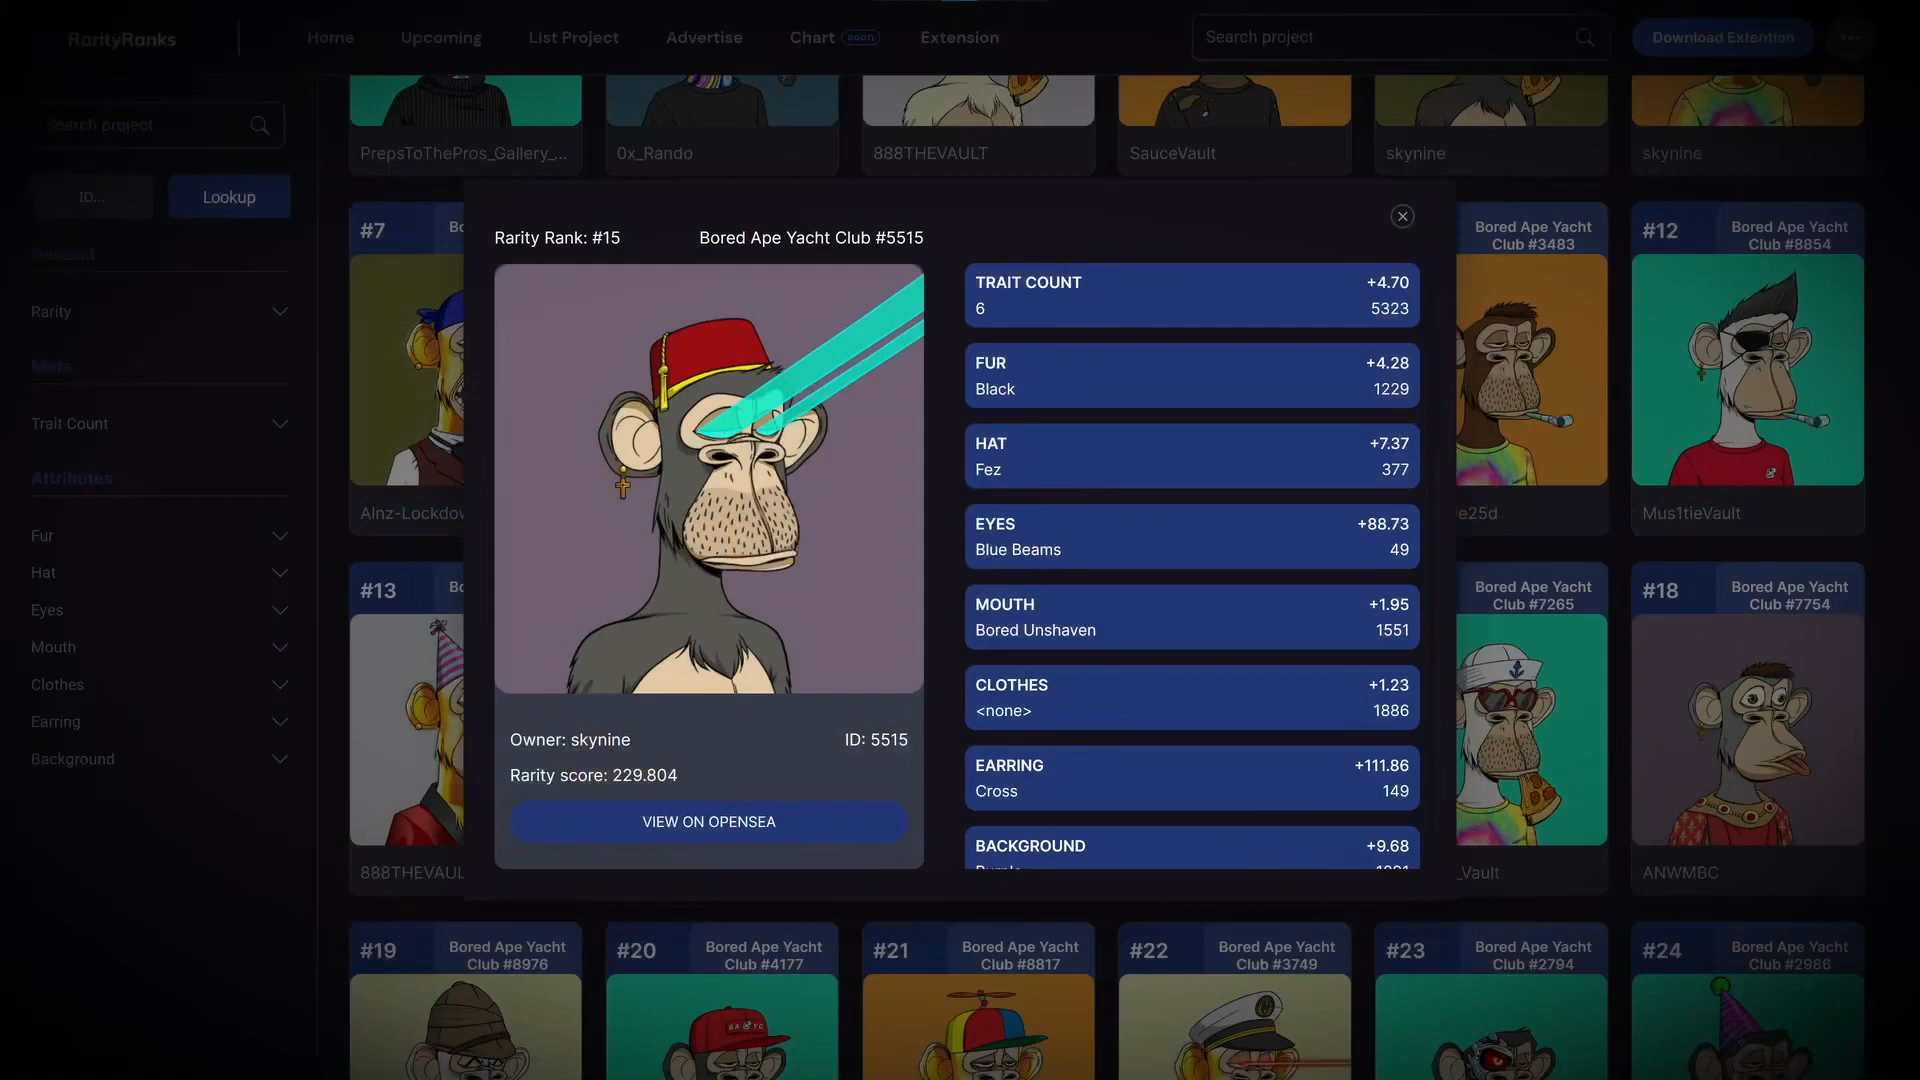 RarityRanks
Home
Upcoming
List Project
Advertise
Chart soon
Extension
Search project
Download Extention
Search project
ID...
Lookup
General
Rarity
Meta
Trait Count
Attributes
Fur
Hat
Eyes
Mouth
Clothes
Earring
Background
PrepsToThePros_Gallery_...
0x_Rando
888THEVAULT
SauceVault
skynine
skynine
#7
Alnz-Lockdow
Rarity Rank: #15
Bored Ape Yacht Club #5515
Owner: skynine
ID: 5515
Rarity score: 229.804
VIEW ON OPENSEA
TRAIT COUNT +4.70
6 5323
FUR +4.28
Black 1229
HAT +7.37
Fez 377
EYES +88.73
Blue Beams 49
MOUTH +1.95
Bored Unshaven 1551
CLOTHES +1.23
<none> 1886
EARRING +111.86
Cross 149
BACKGROUND +9.68
Bored Ape Yacht
Club #3483
e25d
#12
Bored Ape Yacht
Club #8854
Mus1tieVault
#13
888THEVAUL
Bored Ape Yacht
Club #7265
_Vault
#18
Bored Ape Yacht
Club #7754
ANWMBC
#19
Bored Ape Yacht
Club #8976
#20
Bored Ape Yacht
Club #4177
BAYC
#21
Bored Ape Yacht
Club #8817
#22
Bored Ape Yacht
Club #3749
#23
Bored Ape Yacht
Club #2794
#24
Bored Ape Yacht
Club #2986